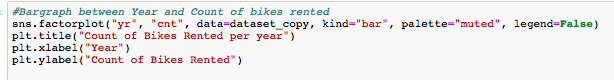 #Bargraph between Year and Count of bikes rented
sns.factorplot("yr", "cnt", data=dataset_copy, kind="bar", palette="muted", legend=False)
plt.title("Count of Bikes Rented per year")
plt.xlabel("Year")
plt.ylabel("Count of Bikes Rented")